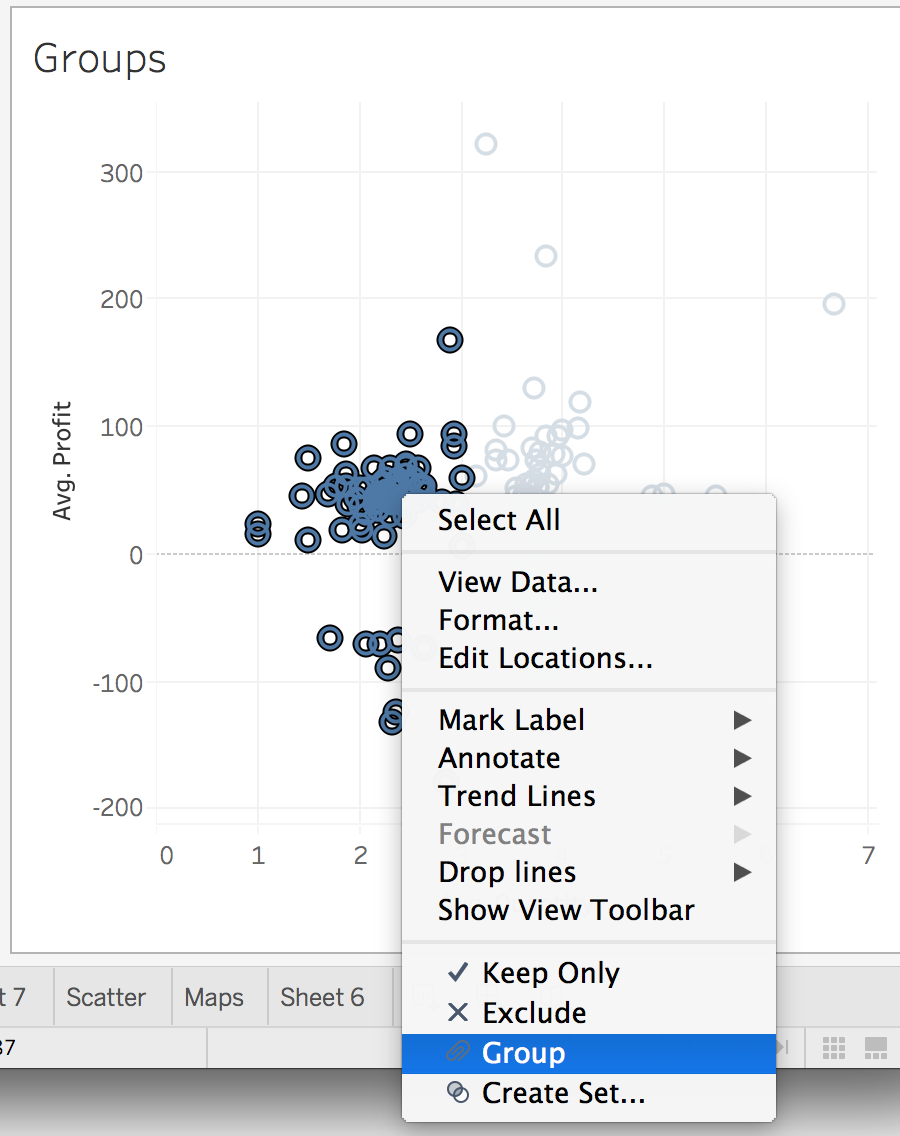 Groups
300
200
100
0
-100
-200
Avg. Profit
0 1 2 7
Select All
View Data...
Format...
Edit Locations...
Mark Label
Annotate
Trend Lines
Forecast
Drop lines
Show View Toolbar
Keep Only
Exclude
Group
Create Set...
t 7 Scatter Maps Sheet 6
37